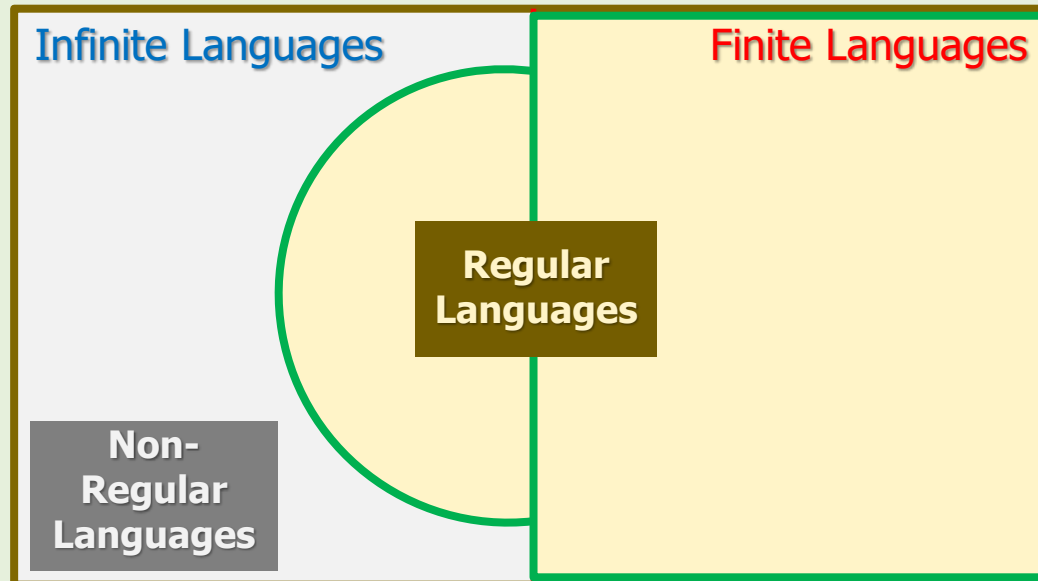 Infinite Languages
Finite Languages
Regular
Languages
Non-
Regular
Languages